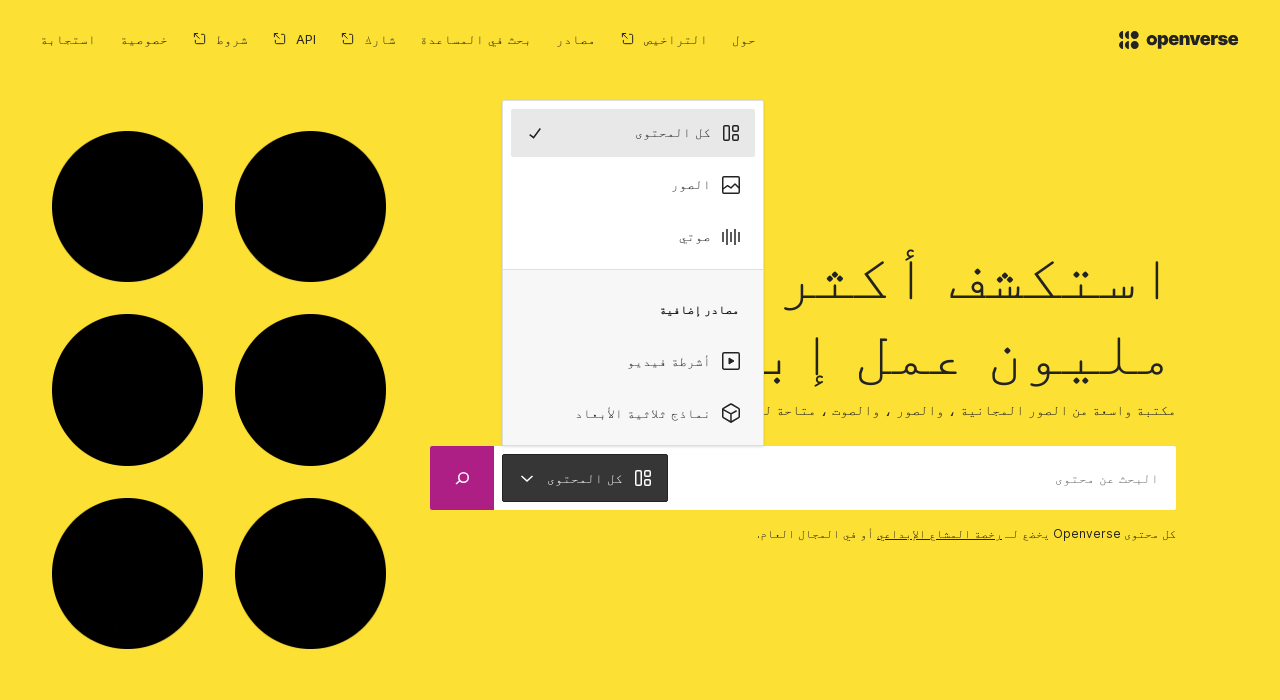 openverse
حول
التراخيص
مصادر
بحث في المساعدة
شارك
API
شروط
خصوصية
استجابة
كل المحتوى
الصور
صوتي
مصادر إضافية
أشرطة فيديو
نماذج ثلاثية الأبعاد
استكشف أكثر
مليون عمل
مكتبة واسعة من الصور المجانية ، والصور ، والصوت ، متاحة
البحث عن محتوى
كل المحتوى
كل محتوى Openverse يخضع لـ رخصة المشاع الإبداعي أو في المجال العام.